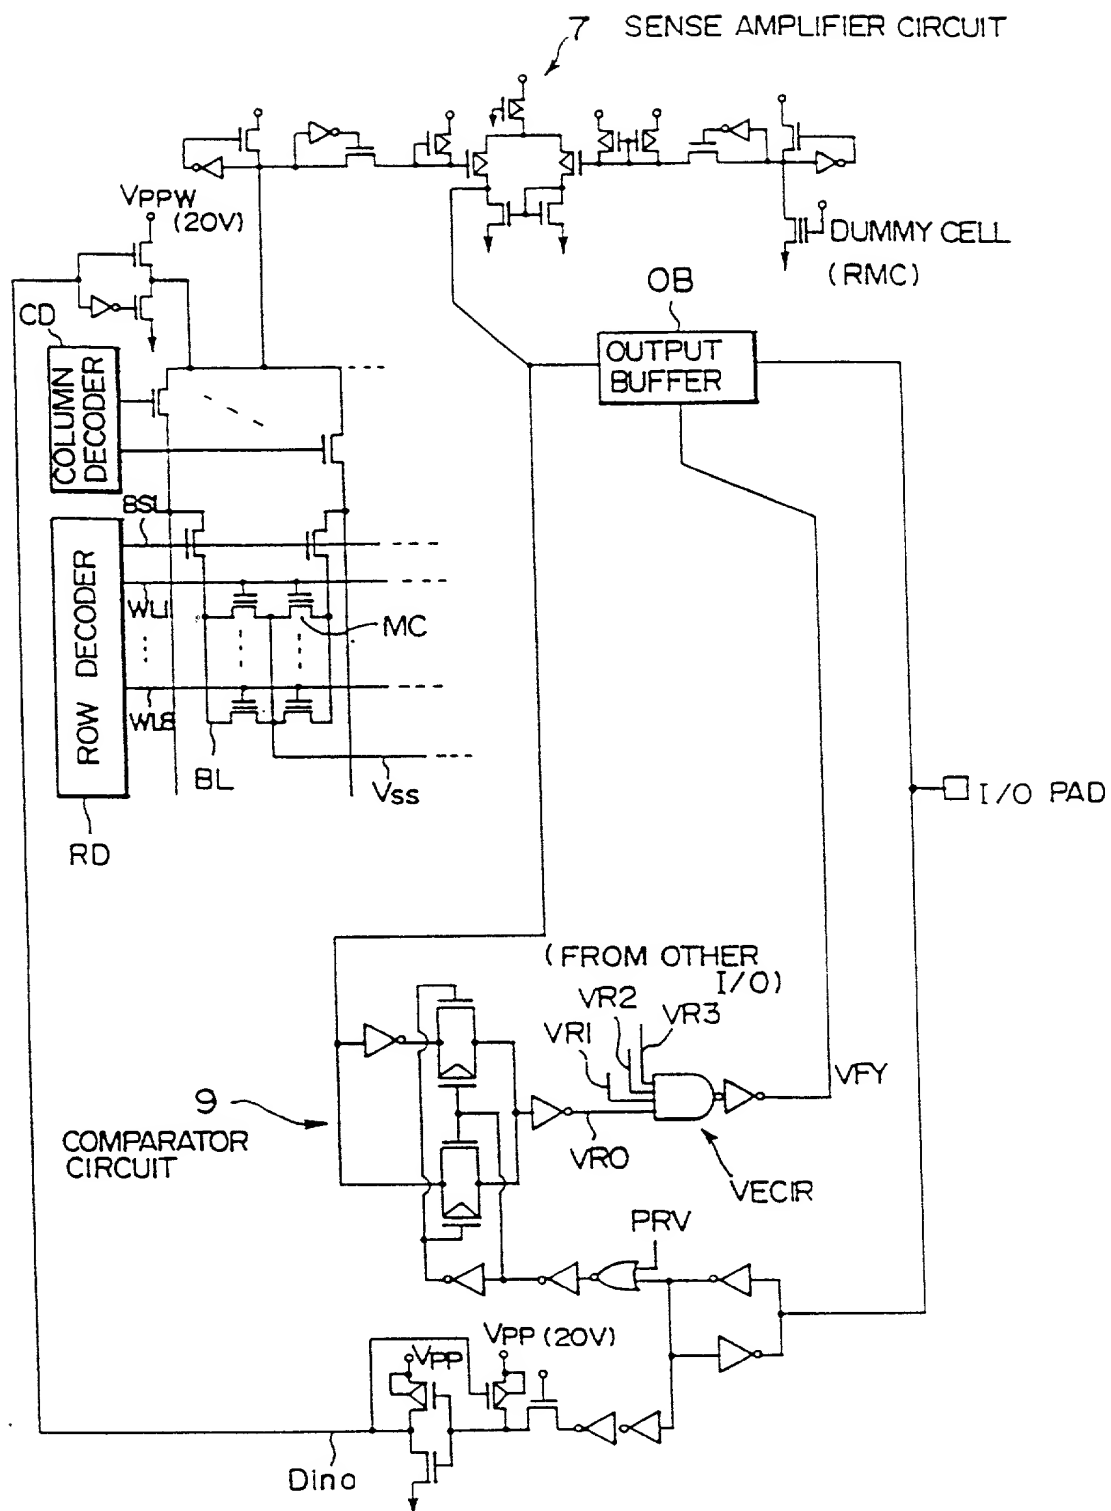 7 SENSE AMPLIFIER CIRCUIT
VPPW
(20V)
DUMMY CELL
(RMC)
OB
OUTPUT
BUFFER
CD
COLUMN
DECODER
BSL
ROW DECODER
WL1
MC
WL8
BL
VSS
RD
I/O PAD
(FROM OTHER
I/O)
VR2
VR3
VR1
VFY
9
COMPARATOR
CIRCUIT
VR0
VECIR
PRV
VPP (20V)
VPP
Dino